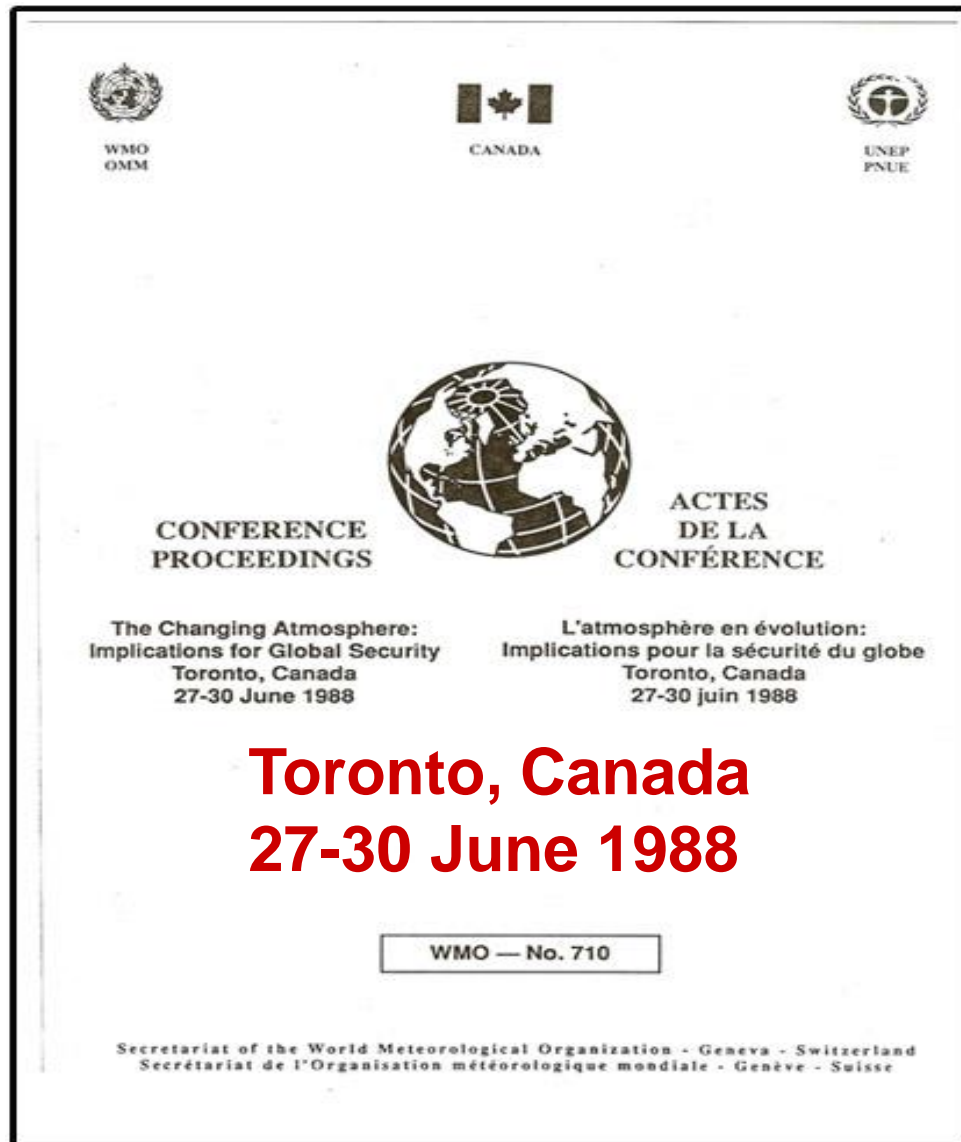 WMO
OMM
CANADA
UNEP
PNUE
CONFERENCE
PROCEEDINGS
ACTES
DE LA
CONFÉRENCE
The Changing Atmosphere:
Implications for Global Security
Toronto, Canada
27-30 June 1988
L'atmosphère en évolution:
Implications pour la sécurité du globe
Toronto, Canada
27-30 juin 1988
Toronto, Canada
27-30 June 1988
WMO — No. 710
Secretariat of the World Meteorological Organization - Geneva - Switzerland
Secrétariat de l'Organisation météorologique mondiale - Genève - Suisse